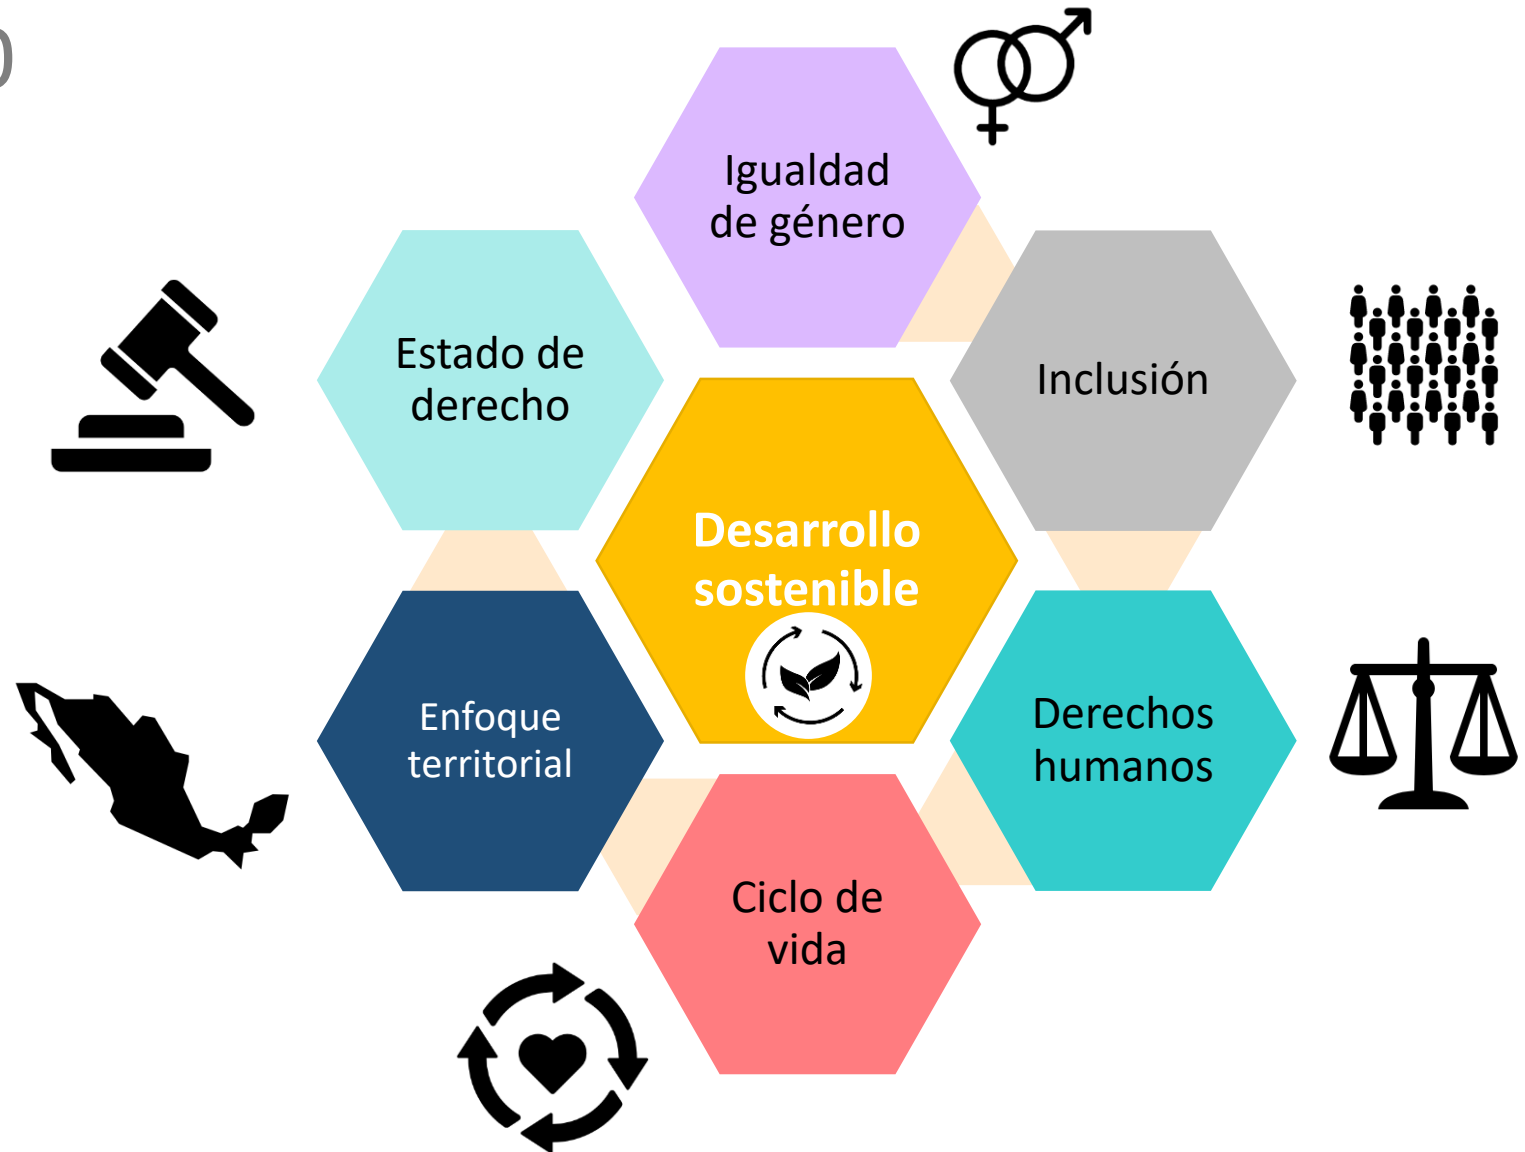 Igualdad
de género
Estado de
derecho
Inclusión
Desarrollo
sostenible
Enfoque
territorial
Derechos
humanos
Ciclo de
vida